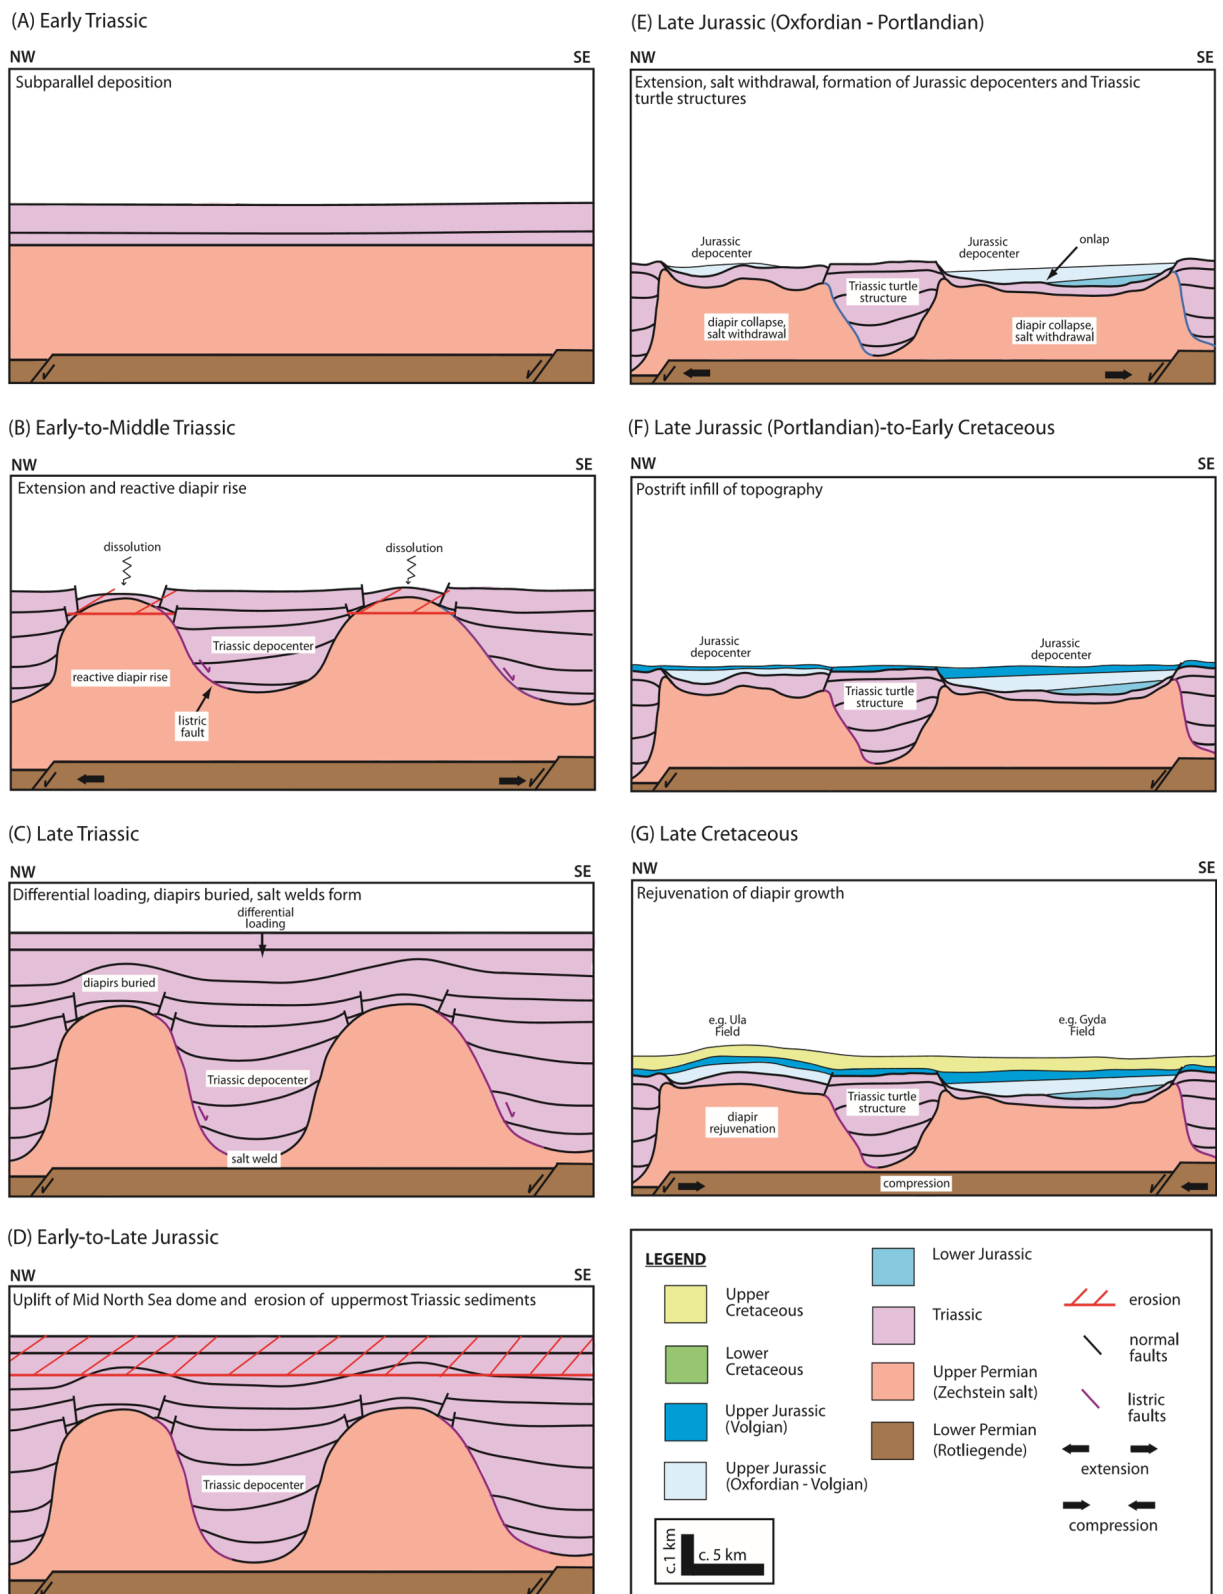 (A) Early Triassic
NW
SE
Subparallel deposition
(B) Early-to-Middle Triassic
NW
SE
Extension and reactive diapir rise
dissolution
dissolution
Triassic depocenter
reactive diapir rise
listric
fault
(C) Late Triassic
NW
SE
Differential loading, diapirs buried, salt welds form
differential
loading
diapirs buried
Triassic depocenter
salt weld
(D) Early-to-Late Jurassic
NW
SE
Uplift of Mid North Sea dome and erosion of uppermost Triassic sediments
Triassic depocenter
(E) Late Jurassic (Oxfordian - Portlandian)
NW
SE
Extension, salt withdrawal, formation of Jurassic depocenters and Triassic
turtle structures
Jurassic
depocenter
Jurassic
depocenter
onlap
Triassic turtle
structure
diapir collapse,
salt withdrawal
diapir collapse,
salt withdrawal
(F) Late Jurassic (Portlandian)-to-Early Cretaceous
NW
SE
Postrift infill of topography
Jurassic
depocenter
Jurassic
depocenter
Triassic turtle
structure
(G) Late Cretaceous
NW
SE
Rejuvenation of diapir growth
e.g. Ula
Field
e.g. Gyda
Field
Triassic turtle
structure
diapir
rejuvenation
compression
LEGEND
Upper
Cretaceous
Lower
Cretaceous
Upper Jurassic
(Volgian)
Upper Jurassic
(Oxfordian - Volgian)
Lower Jurassic
Triassic
Upper Permian
(Zechstein salt)
Lower Permian
(Rotliegende)
erosion
normal
faults
listric
faults
extension
compression
c.1 km
c. 5 km